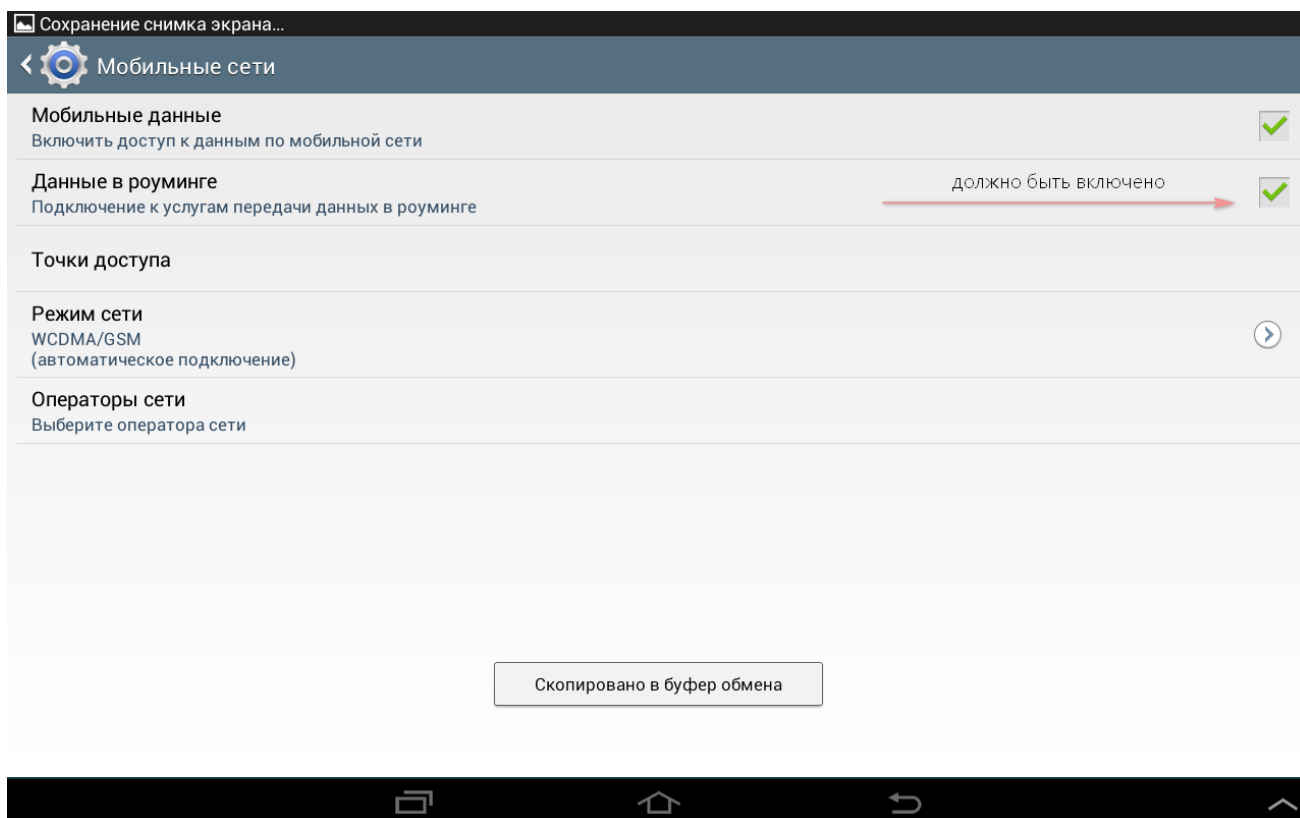 Сохранение снимка экрана...
Мобильные сети
Мобильные данные
Включить доступ к данным по мобильной сети
Данные в роуминге
должно быть включено
Подключение к услугам передачи данных в роуминге
Точки доступа
Режим сети
WCDMA/GSM
(автоматическое подключение)
Операторы сети
Выберите оператора сети
Скопировано в буфер обмена